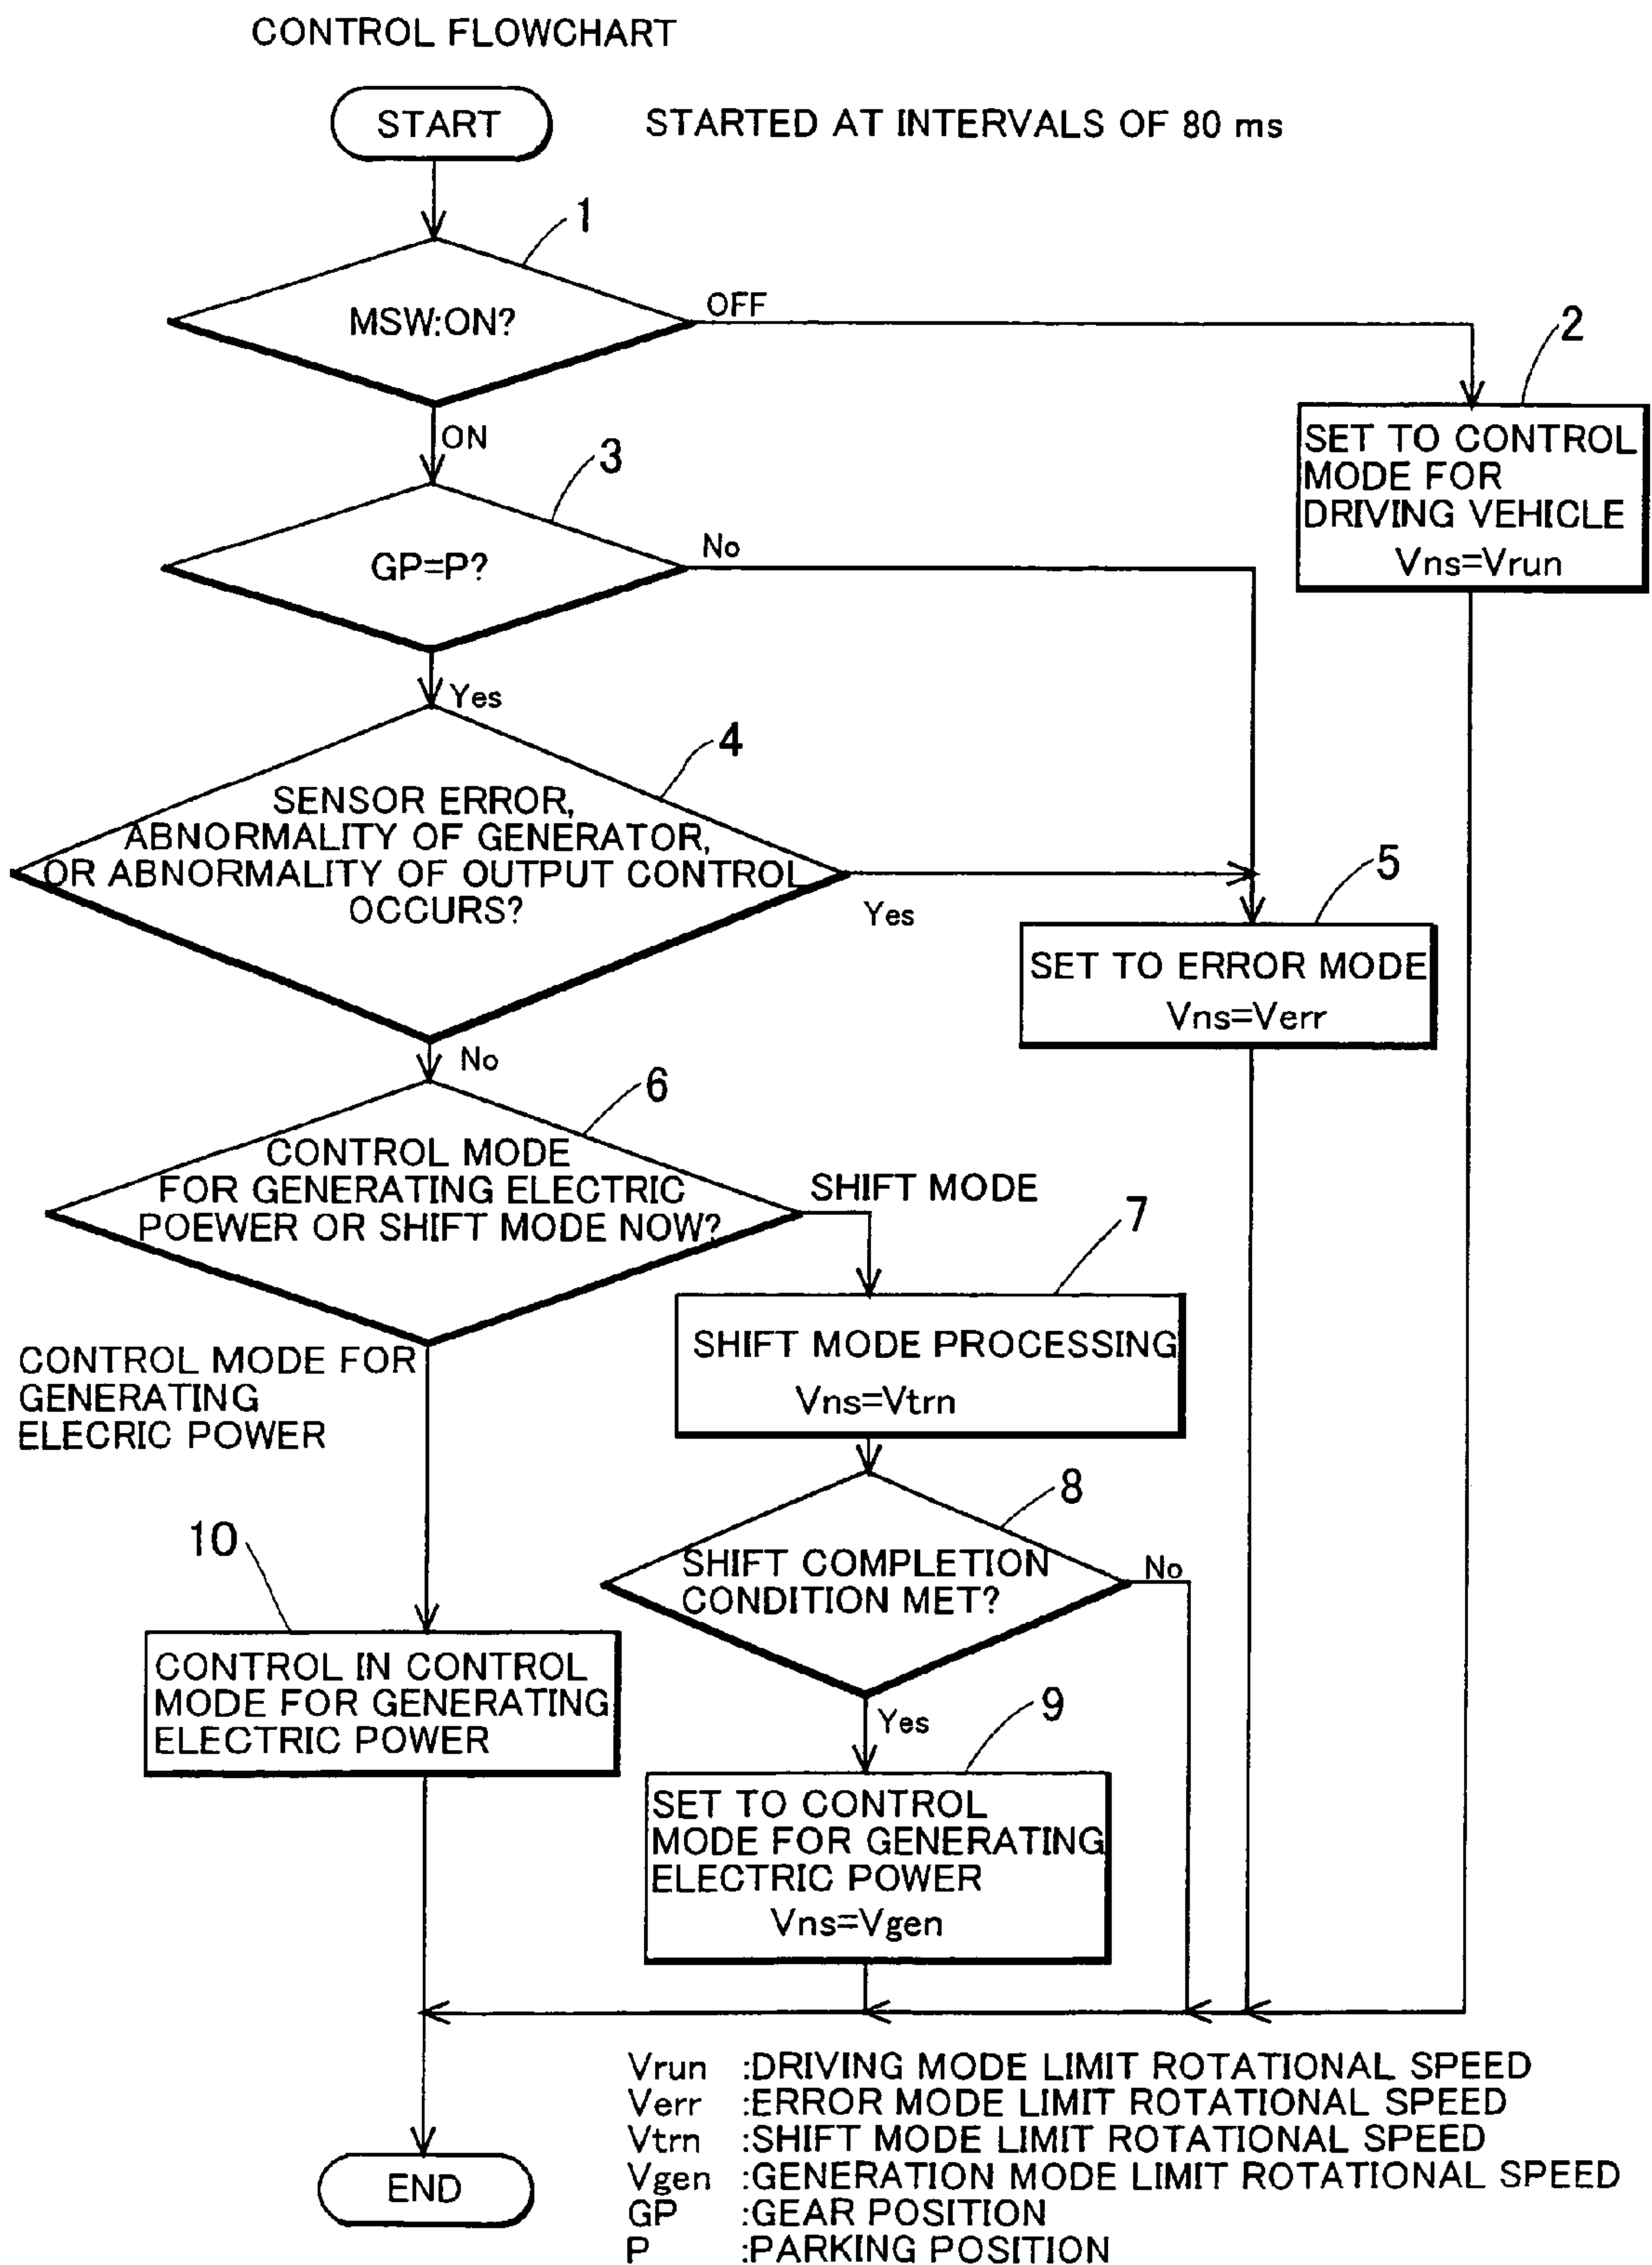 CONTROL FLOWCHART
START
STARTED AT INTERVALS OF 80 ms
1
MSW:ON?
OFF
2
SET TO CONTROL
MODE FOR
DRIVING VEHICLE
Vns=Vrun
ON
3
GP=P?
No
Yes
4
SENSOR ERROR,
ABNORMALITY OF GENERATOR,
OR ABNORMALITY OF OUTPUT CONTROL
OCCURS?
Yes
5
SET TO ERROR MODE
Vns=Verr
No
6
CONTROL MODE
FOR GENERATING ELECTRIC
POEWER OR SHIFT MODE NOW?
SHIFT MODE
7
SHIFT MODE PROCESSING
Vns=Vtrn
CONTROL MODE FOR
GENERATING
ELECRIC POWER
8
SHIFT COMPLETION
CONDITION MET?
No
10
CONTROL IN CONTROL
MODE FOR GENERATING
ELECTRIC POWER
Yes
9
SET TO CONTROL
MODE FOR GENERATING
ELECTRIC POWER
Vns=Vgen
Vrun :DRIVING MODE LIMIT ROTATIONAL SPEED
Verr :ERROR MODE LIMIT ROTATIONAL SPEED
Vtrn :SHIFT MODE LIMIT ROTATIONAL SPEED
Vgen :GENERATION MODE LIMIT ROTATIONAL SPEED
GP :GEAR POSITION
P :PARKING POSITION
END